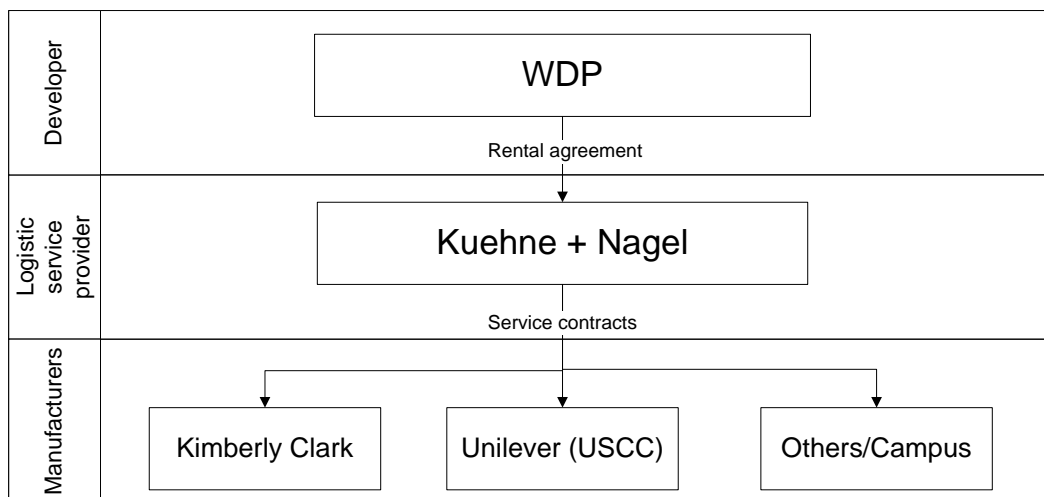 Developer
WDP
Rental agreement
Logistic
service
provider
Kuehne + Nagel
Service contracts
Manufacturers
Kimberly Clark
Unilever (USCC)
Others/Campus